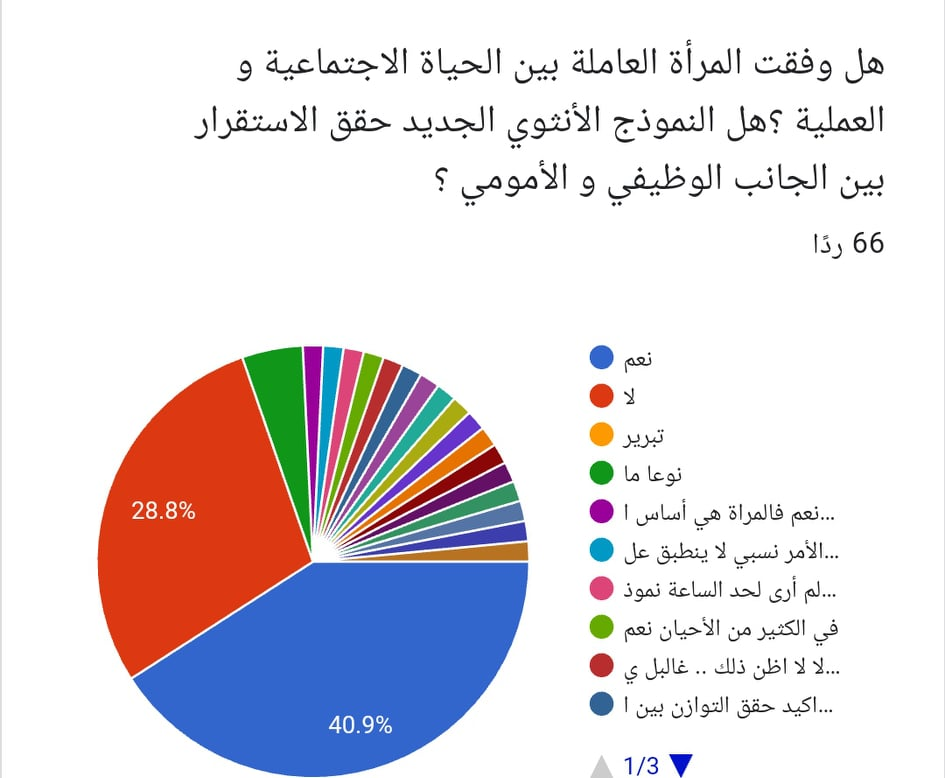 هل وفقت المرأة العاملة بين الحياة الاجتماعية و
العملية ؟هل النموذج الأنثوي الجديد حقق الاستقرار
بين الجانب الوظيفي و الأمومي ؟
66 ردًا
نعم
لا
تبرير
نوعا ما
نعم فالمراة هي أساس ا...
الأمر نسبي لا ينطبق عل...
لم أرى لحد الساعة نموذ...
في الكثير من الأحيان نعم
لا لا اظن ذلك .. غالبل ي...
اكيد حقق التوازن بين ا...
28.8%
40.9%
1/3